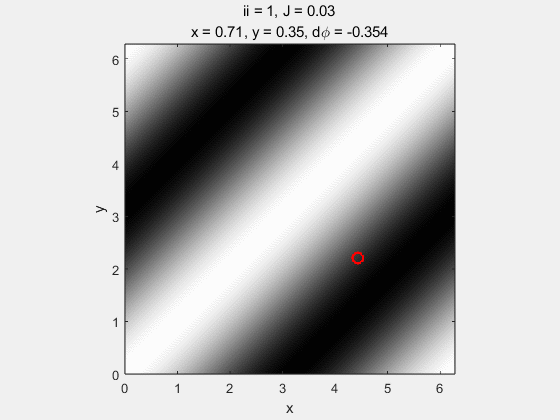 ii = 1, J = 0.03
x = 0.71, y = 0.35, dϕ = -0.354
6
5
4
3
2
1
0
y
0 1 2 3 4 5 6
x